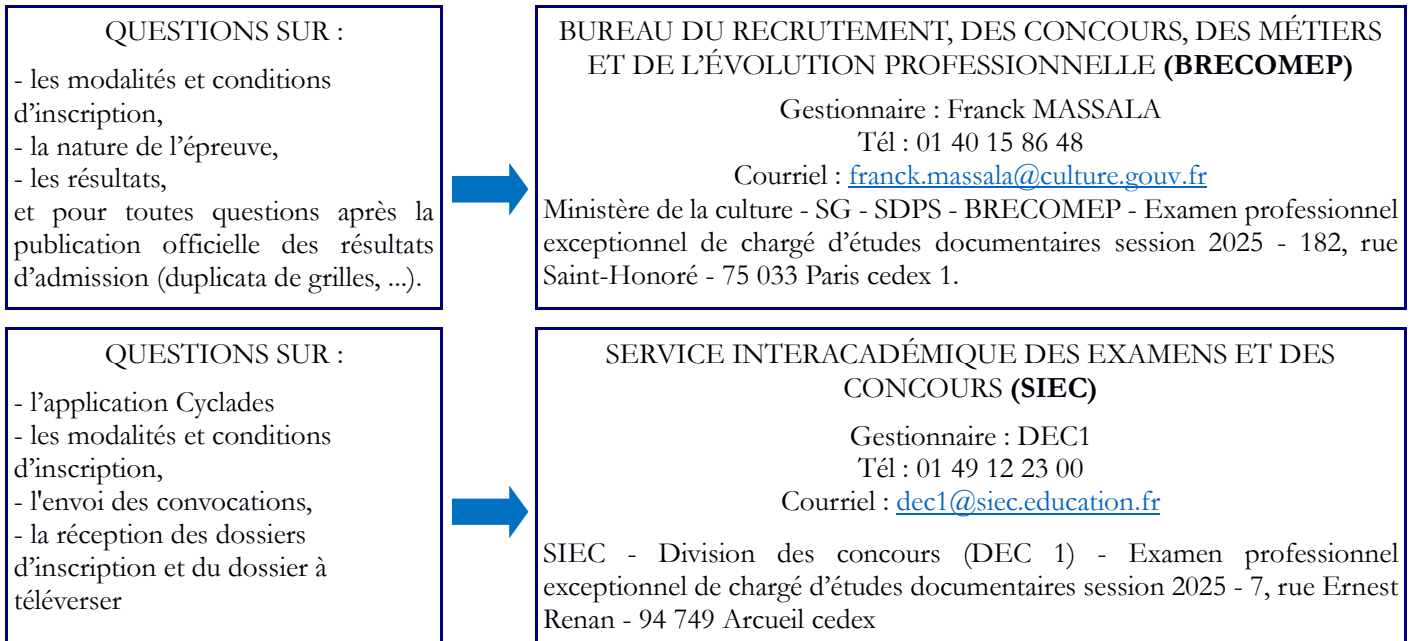 QUESTIONS SUR :
- les modalités et conditions
d’inscription,
- la nature de l’épreuve,
- les résultats,
et pour toutes questions après la
publication officielle des résultats
d’admission (duplicata de grilles, ...).
BUREAU DU RECRUTEMENT, DES CONCOURS, DES MÉTIERS
ET DE L’ÉVOLUTION PROFESSIONNELLE (BRECOMEP)
Gestionnaire : Franck MASSALA
Tél : 01 40 15 86 48
Courriel : franck.massala@culture.gouv.fr
Ministère de la culture - SG - SDPS - BRECOMEP - Examen professionnel
exceptionnel de chargé d’études documentaires session 2025 - 182, rue
Saint-Honoré - 75 033 Paris cedex 1.
QUESTIONS SUR :
- l’application Cyclades
- les modalités et conditions
d’inscription,
- l'envoi des convocations,
- la réception des dossiers
d’inscription et du dossier à
téléverser
SERVICE INTERACADÉMIQUE DES EXAMENS ET DES
CONCOURS (SIEC)
Gestionnaire : DEC1
Tél : 01 49 12 23 00
Courriel : dec1@siec.education.fr
SIEC - Division des concours (DEC 1) - Examen professionnel
exceptionnel de chargé d’études documentaires session 2025 - 7, rue Ernest
Renan - 94 749 Arcueil cedex